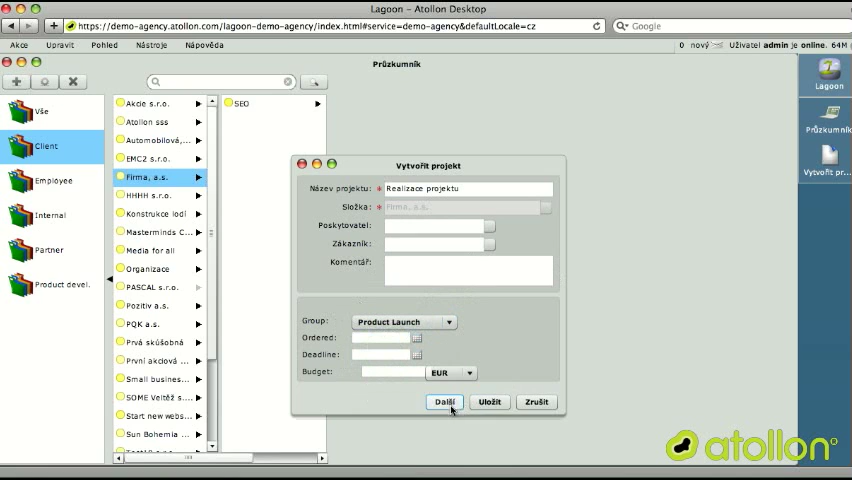 Lagoon – Atollon Desktop
https://demo-agency.atollon.com/lagoon-demo-agency/index.html#service=demo-agency&defaultLocale=cz
Google
Akce Upravit Pohled Nástroje Nápověda
0 nový Uživatel admin je online. 64M
Průzkumník
Vše
Client
Employee
Internal
Partner
Product devel.
Akcie s.r.o.
Atollon sss
Automobilová,...
EMC2 s.r.o.
Firma, a.s.
HHHH s.r.o.
Konstrukce lodí
Masterminds C...
Media for all
Organizace
PASCAL s.r.o.
Pozitiv a.s.
PQK a.s.
Prvá skúšobná
První akciová ...
Small busines...
SOME Veltěž s....
Start new webs...
Sun Bohemia ...
SEO
Vytvořit projekt
Název projektu: * Realizace projektu
Složka: * Firma, a.s.
Poskytovatel:
Zákazník:
Komentář:
Group: Product Launch
Ordered:
Deadline:
Budget: EUR
Další Uložit Zrušit
Lagoon
Průzkumník
Vytvořit pr...
atollon